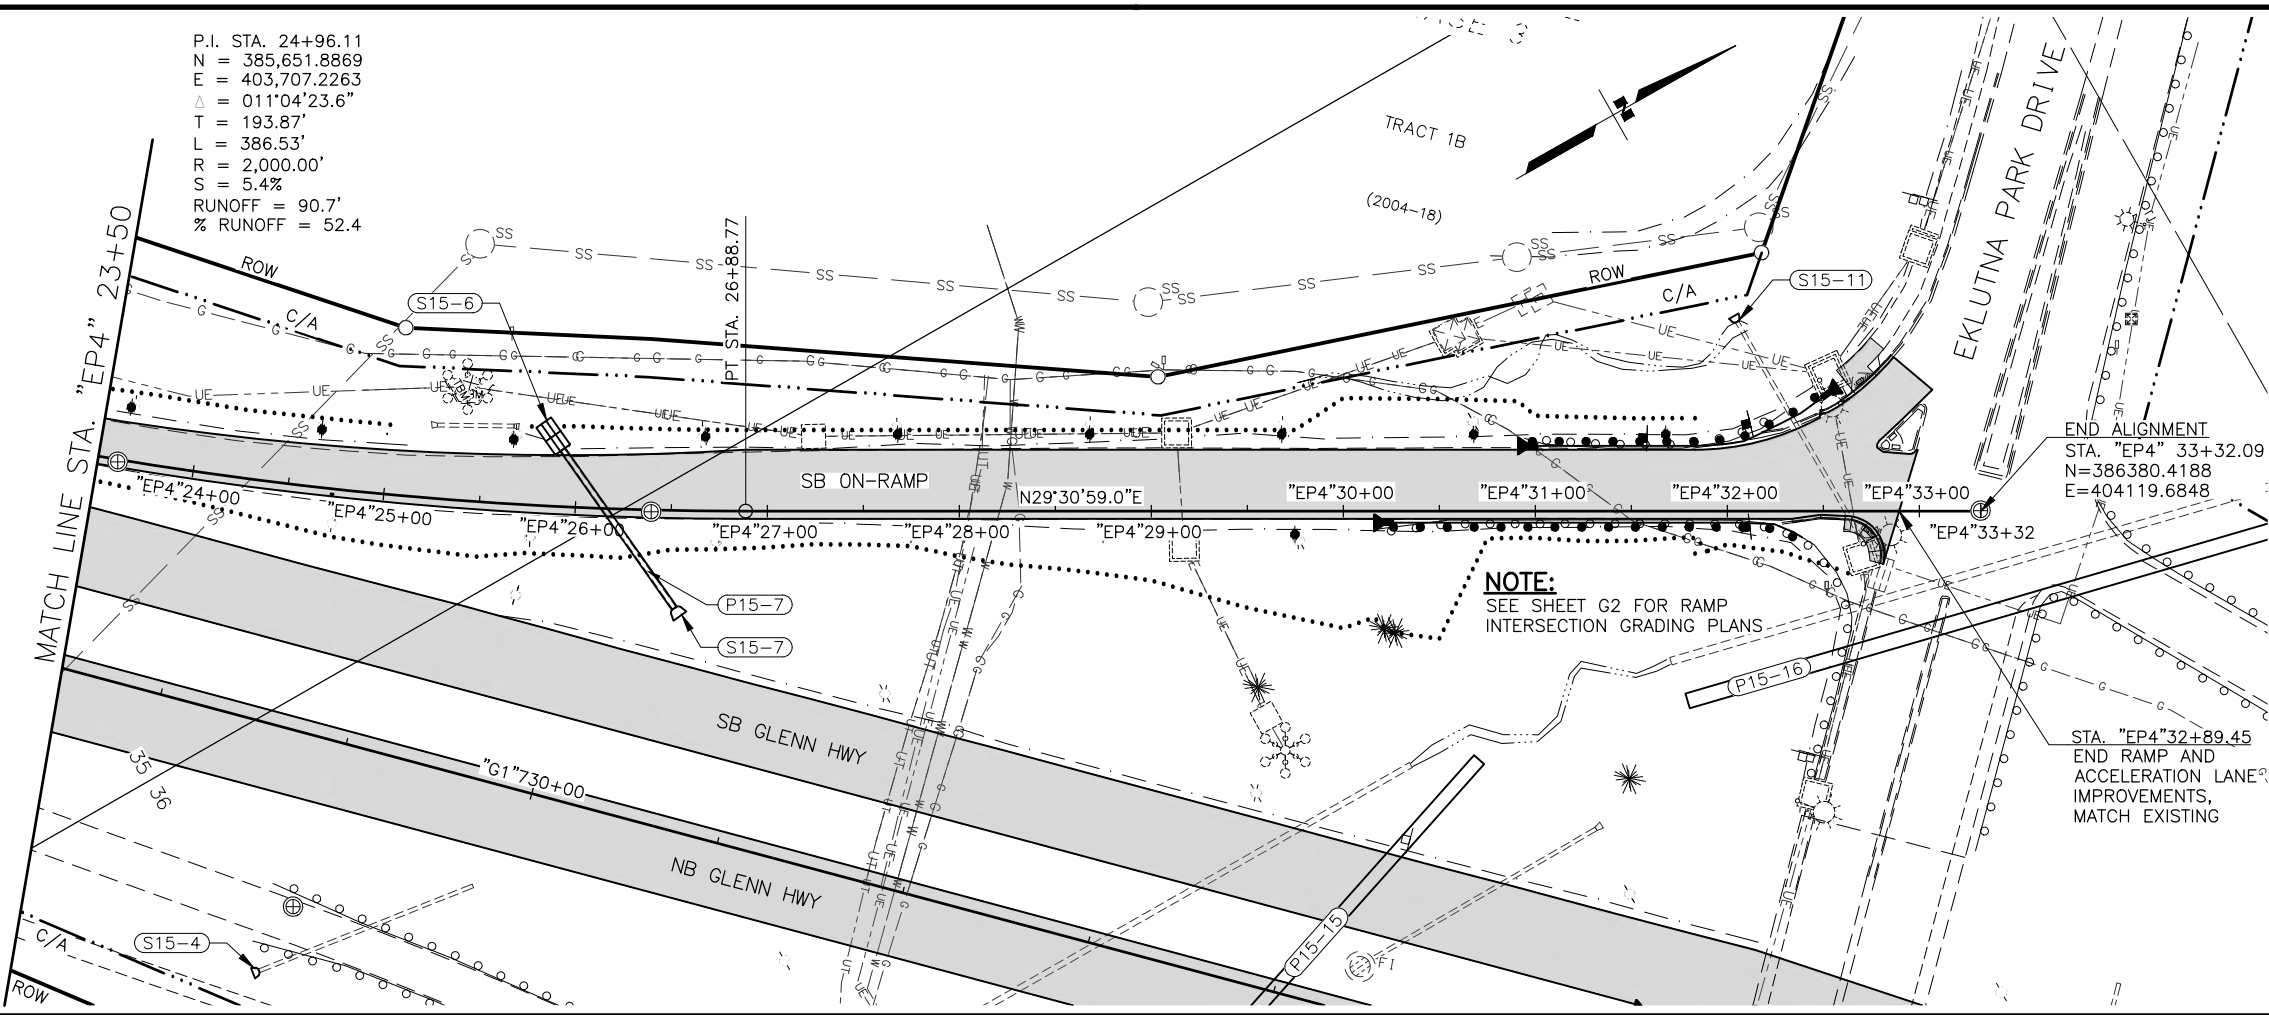 P.I. STA. 24+96.11
N = 385,651.8869
E = 403,707.2263
Δ = 011°04'23.6"
T = 193.87'
L = 386.53'
R = 2,000.00'
S = 5.4%
RUNOFF = 90.7'
% RUNOFF = 52.4
MATCH LINE STA. "EP4" 23+50
ROW
C/A
S15-6
PT STA. 26+88.77
TRACT 1B
(2004-18)
ROW
C/A
S15-11
EKLUTNA PARK DRIVE
SB ON-RAMP
N29°30'59.0"E
"EP4"24+00
"EP4"25+00
"EP4"26+00
"EP4"27+00
"EP4"28+00
"EP4"29+00
"EP4"30+00
"EP4"31+00
"EP4"32+00
"EP4"33+00
"EP4"33+32
END ALIGNMENT
STA. "EP4" 33+32.09
N=386380.4188
E=404119.6848
P15-7
S15-7
NOTE:
SEE SHEET G2 FOR RAMP
INTERSECTION GRADING PLANS
P15-16
STA. "EP4"32+89.45
END RAMP AND
ACCELERATION LANE
IMPROVEMENTS,
MATCH EXISTING
SB GLENN HWY
"G1"730+00
NB GLENN HWY
35
36
S15-4
C/A
ROW
P15-15
FI